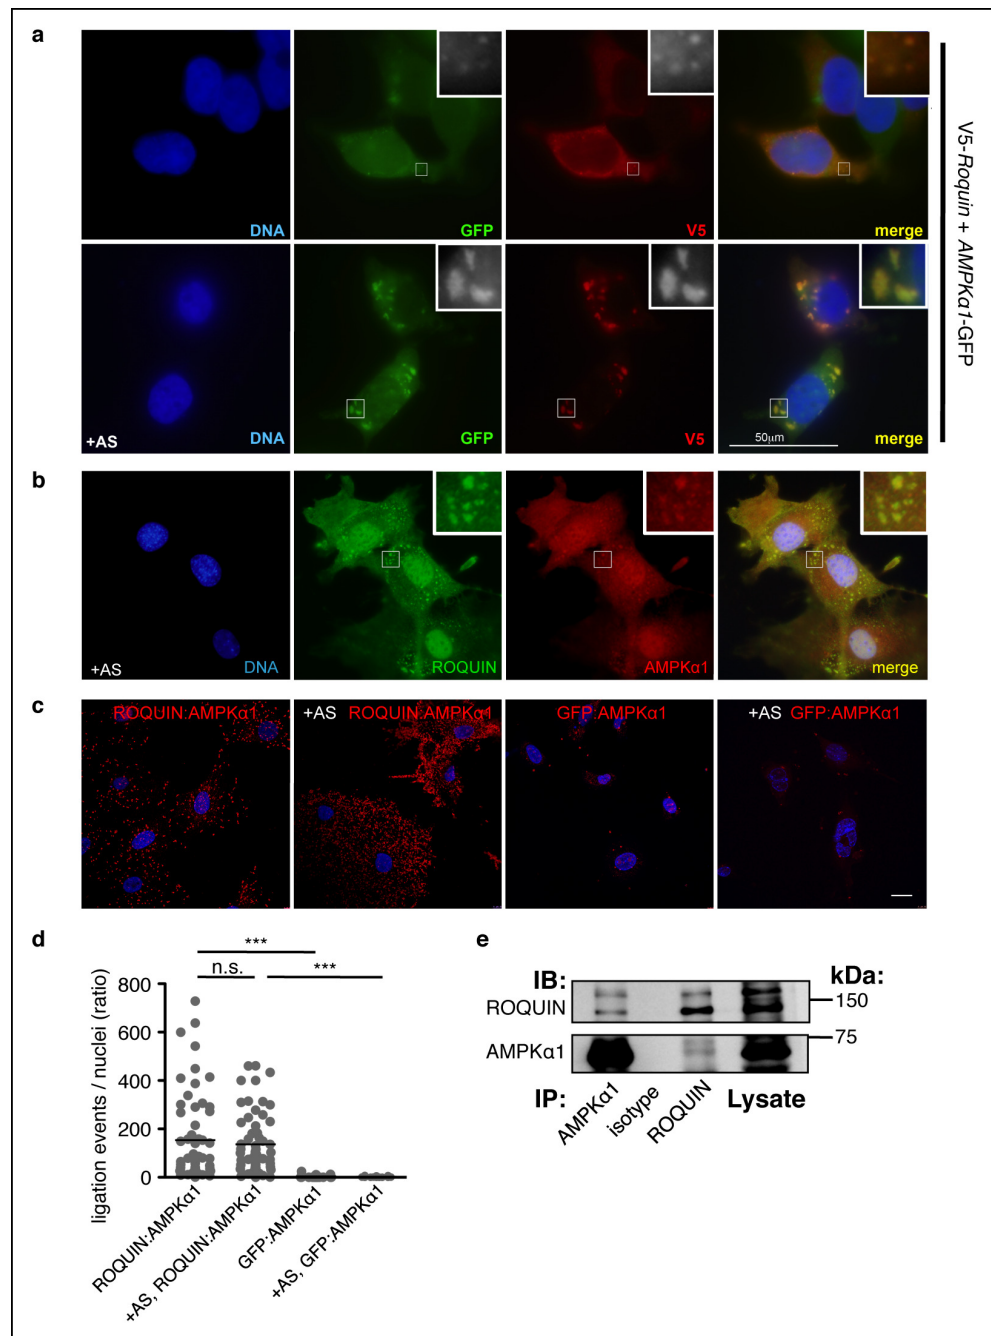 a
DNA
GFP
V5
merge
V5-Roquin + AMPKα1-GFP
+AS
DNA
GFP
V5
50μm
merge
b
+AS
DNA
ROQUIN
AMPKα1
merge
c
ROQUIN:AMPKα1
+AS ROQUIN:AMPKα1
GFP:AMPKα1
+AS GFP:AMPKα1
d
***
n.s.
***
ligation events / nuclei (ratio)
800
600
400
200
0
ROQUIN:AMPKα1
+AS, ROQUIN:AMPKα1
GFP:AMPKα1
+AS, GFP:AMPKα1
e
IB:
kDa:
ROQUIN
150
75
AMPKα1
IP:
AMPKα1
isotype
ROQUIN
Lysate